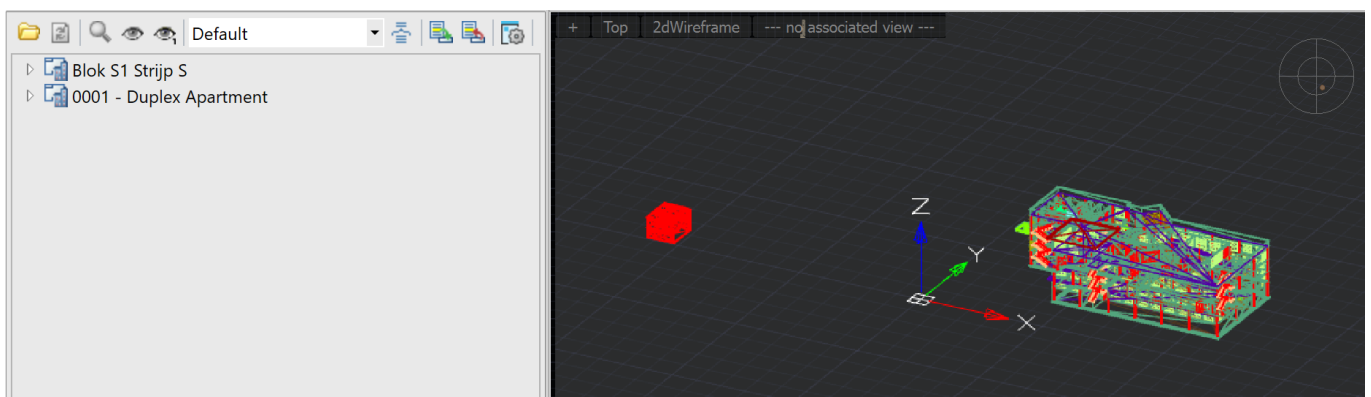 Default
Blok S1 Strijp S
0001 - Duplex Apartment
+ Top 2dWireframe --- no associated view ---
Z
Y
X